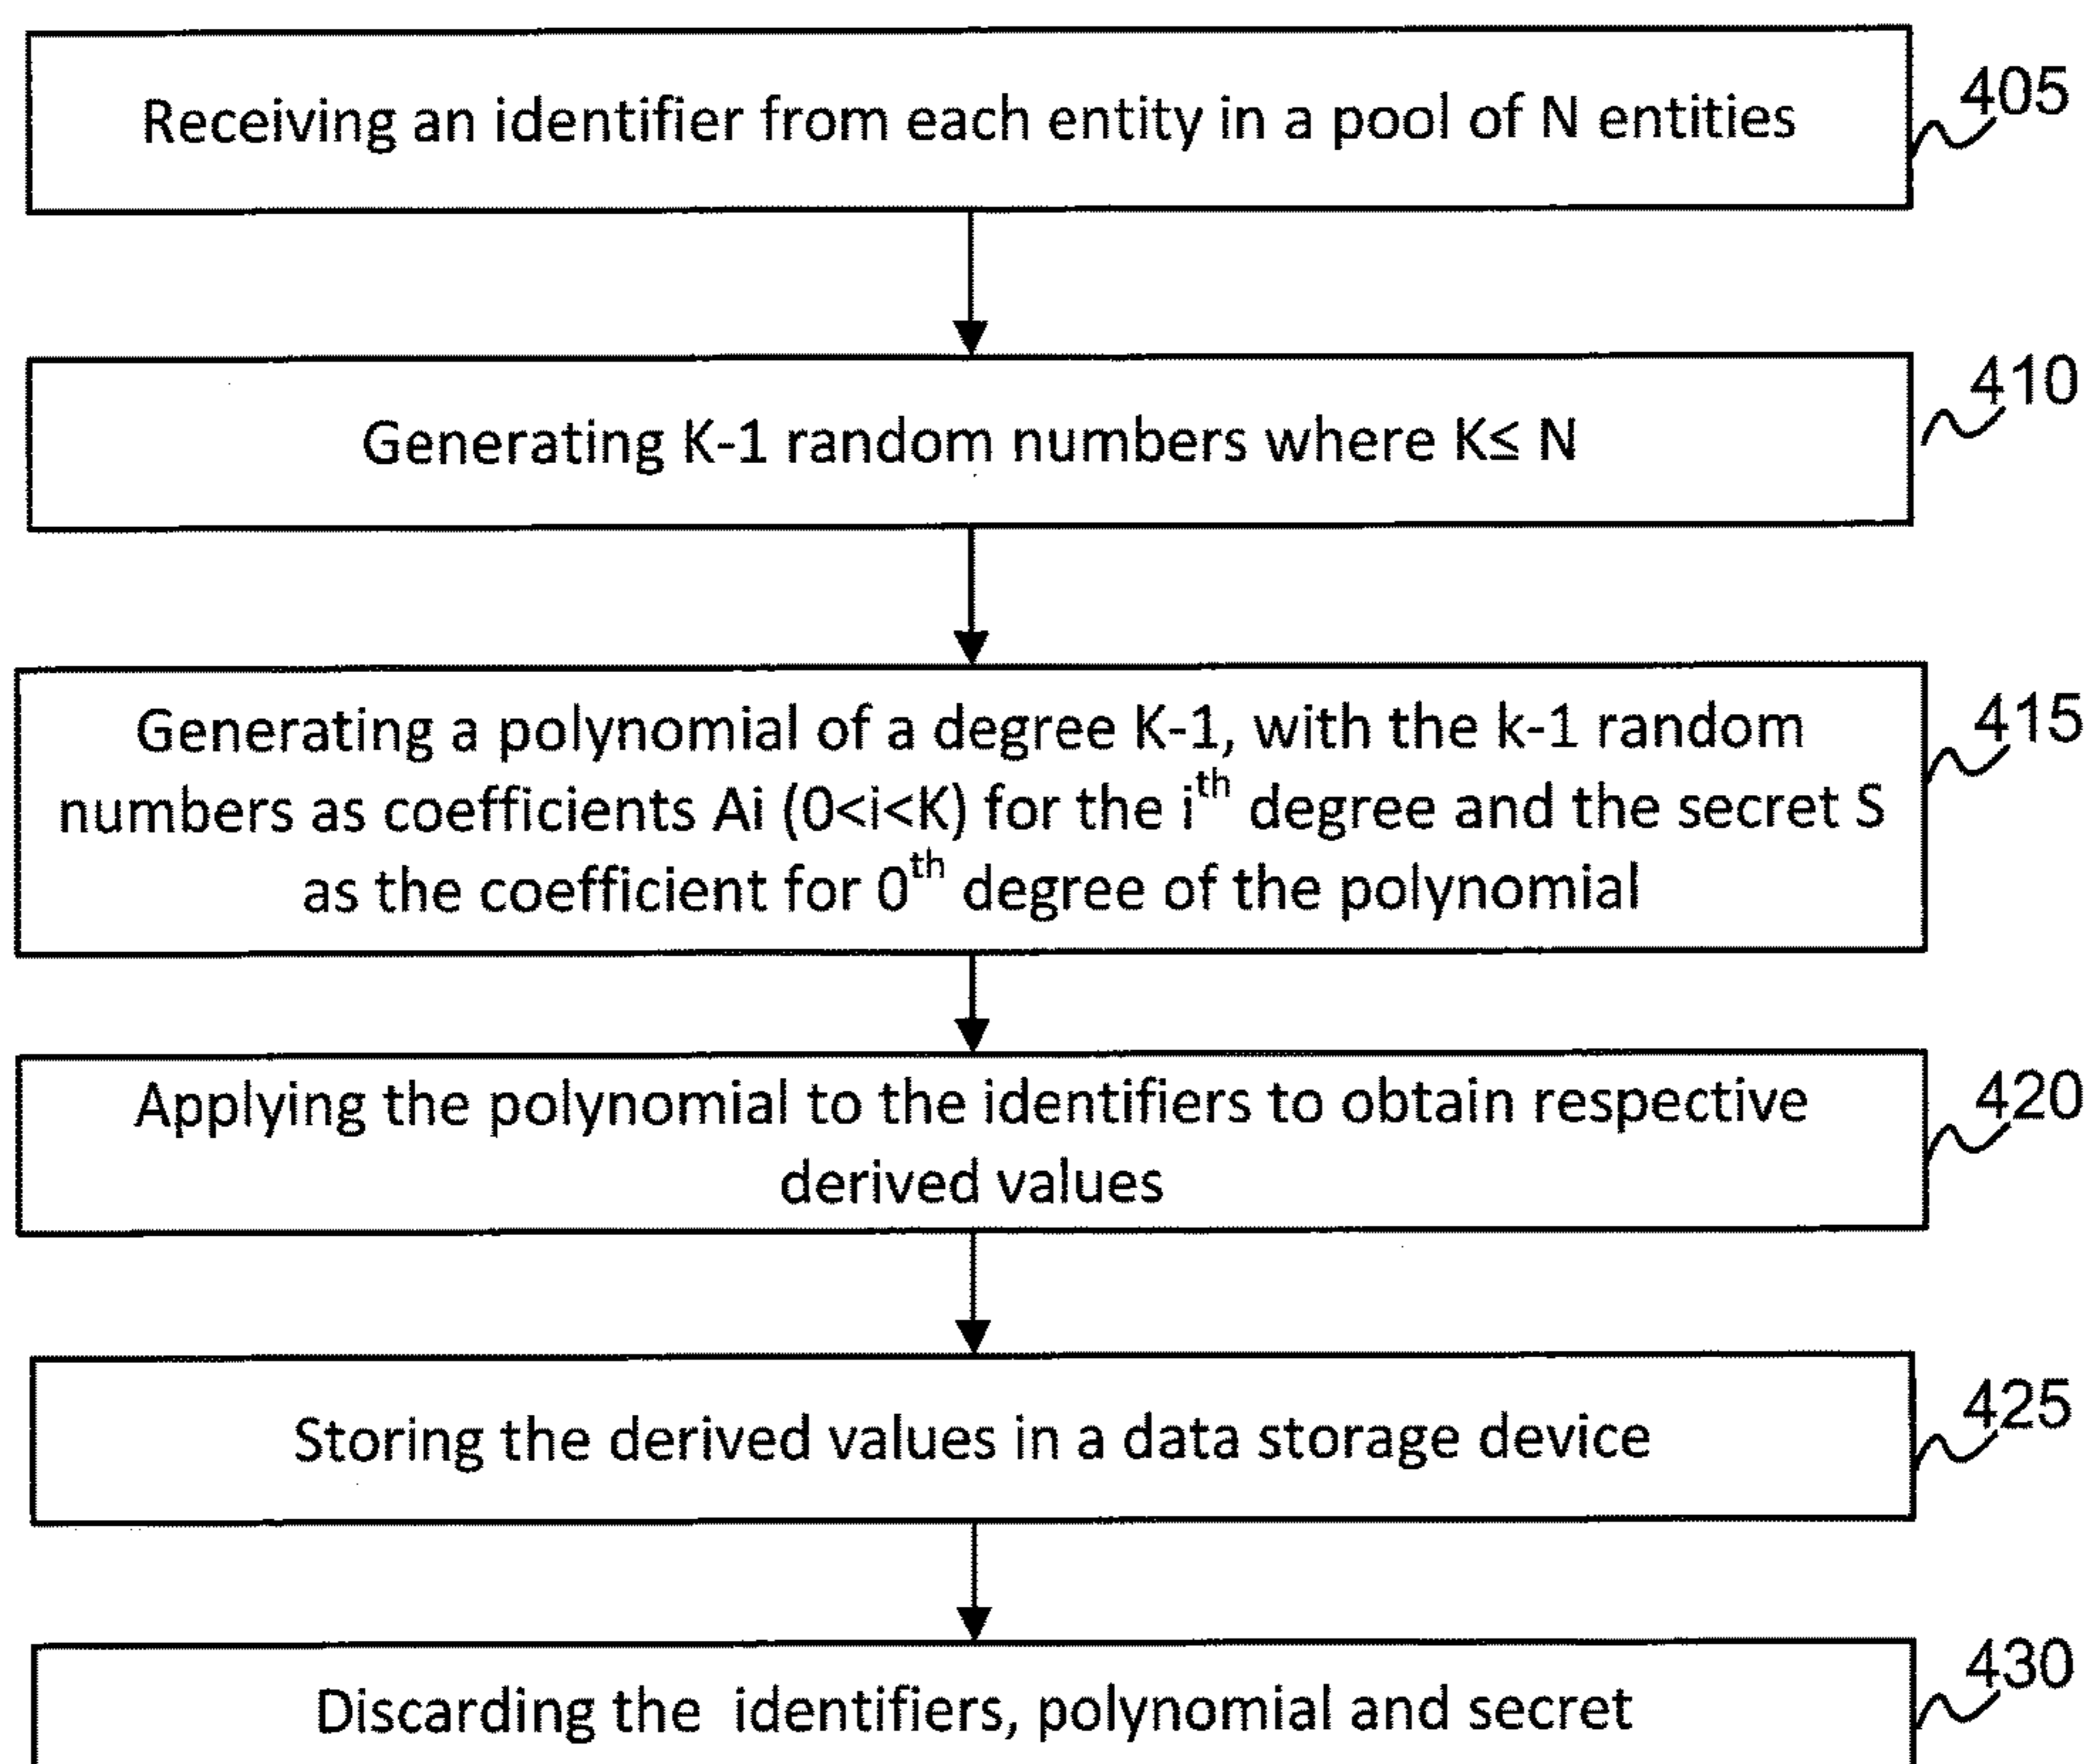 Receiving an identifier from each entity in a pool of N entities
405
Generating K-1 random numbers where K≤ N
410
Generating a polynomial of a degree K-1, with the k-1 random
numbers as coefficients Ai (0<i<K) for the iᵗʰ degree and the secret S
as the coefficient for 0ᵗʰ degree of the polynomial
415
Applying the polynomial to the identifiers to obtain respective
derived values
420
Storing the derived values in a data storage device
425
Discarding the identifiers, polynomial and secret
430